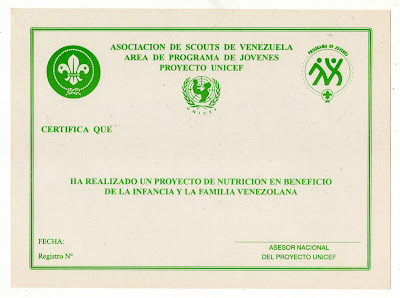 ASOCIACION DE SCOUTS DE VENEZUELA
AREA DE PROGRAMA DE JOVENES
PROYECTO UNICEF
PROGRAMA DE JOVENES
UNICEF
CERTIFICA QUE
HA REALIZADO UN PROYECTO DE NUTRICION EN BENEFICIO
DE LA INFANCIA Y LA FAMILIA VENEZOLANA
FECHA:
Registro Nº
ASESOR NACIONAL
DEL PROYECTO UNICEF